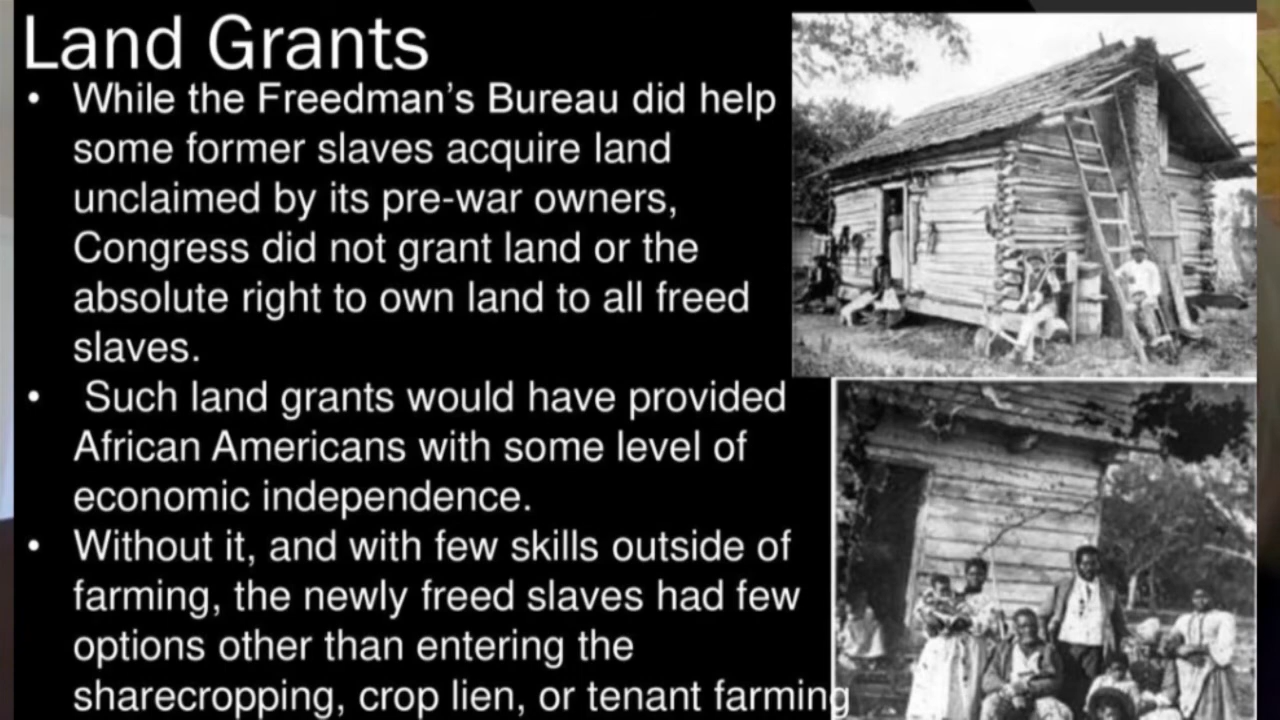 Land Grants
• While the Freedman's Bureau did help
some former slaves acquire land
unclaimed by its pre-war owners,
Congress did not grant land or the
absolute right to own land to all freed
slaves.
• Such land grants would have provided
African Americans with some level of
economic independence.
• Without it, and with few skills outside of
farming, the newly freed slaves had few
options other than entering the
sharecropping, crop lien, or tenant farming